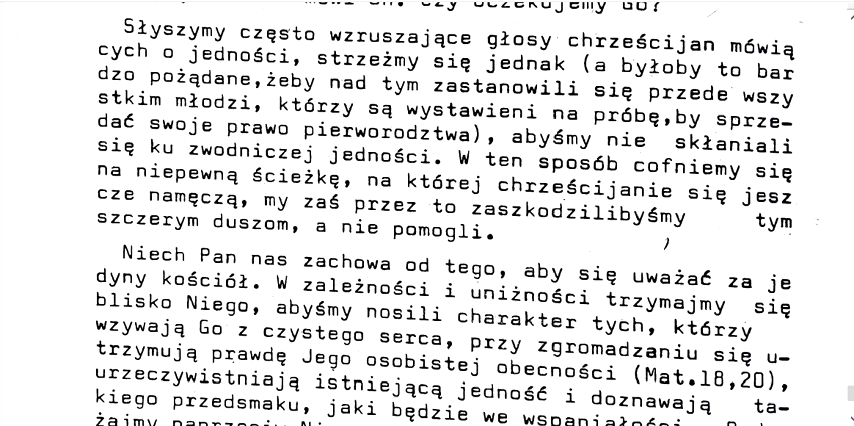 czy oczekujemy Go?
Słyszymy często wzruszające głosy chrześcijan mówią
cych o jedności, strzeżmy się jednak (a byłoby to bar
dzo pożądane,żeby nad tym zastanowili się przede wszy
stkim młodzi, którzy są wystawieni na próbę,by sprze-
dać swoje prawo pierworodztwa), abyśmy nie skłaniali
się ku zwodniczej jedności. W ten sposób cofniemy się
na niepewną ścieżkę, na której chrześcijanie się jesz
cze namęczą, my zaś przez to zaszkodzilibyśmy tym
szczerym duszom, a nie pomogli.
Niech Pan nas zachowa od tego, aby się uważać za je
dyny kościół. W zależności i uniżności trzymajmy się
blisko Niego, abyśmy nosili charakter tych, którzy
wzywają Go z czystego serca, przy zgromadzaniu się u-
trzymują prawdę Jego osobistej obecności (Mat.18,20),
urzeczywistniają istniejącą jedność i doznawają ta-
kiego przedsmaku, jaki będzie we wspaniałości.